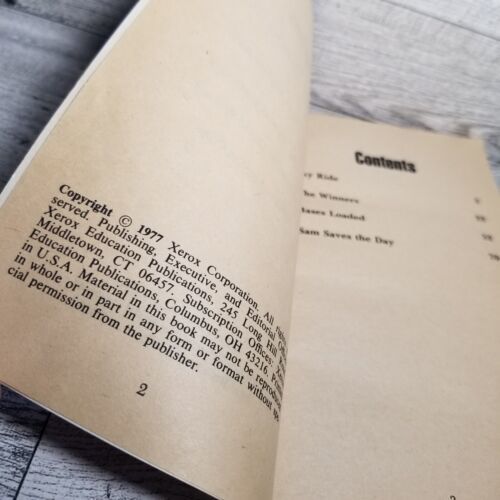 Copyright © 1977 Xerox Corporation. All
served. Publishing, Executive, and Editorial
Xerox Education Publications, 245 Long Hill
Middletown, CT 06457. Subscription Offices:
Education Publications, Columbus, OH 43216.
in U.S.A. Material in this book may not be
in whole or in part in any form or format without
cial permission from the publisher.
2
Contents
Ride
The Winners
Bases Loaded
Sam Saves the Day